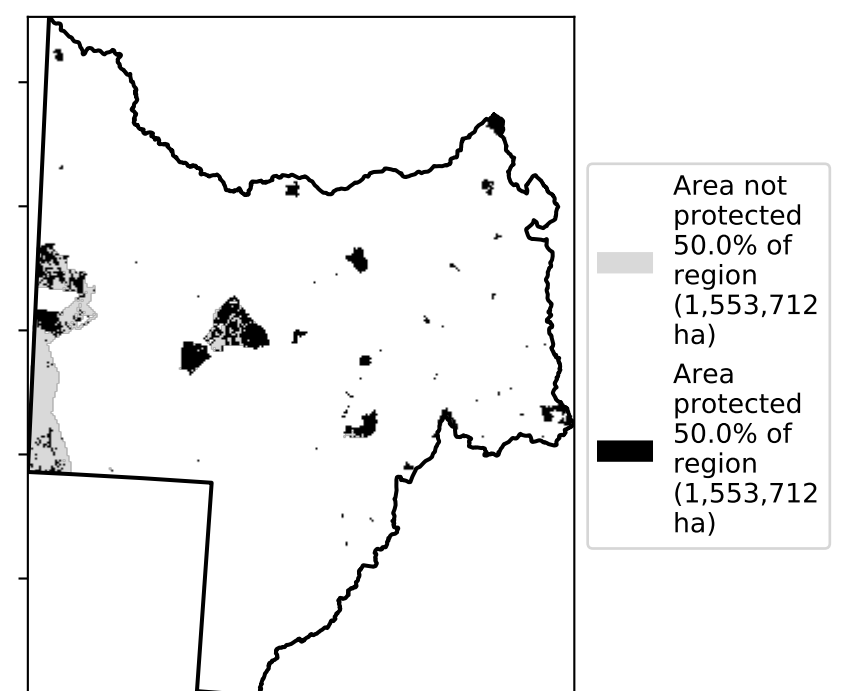 Area not
protected
50.0% of
region
(1,553,712
ha)
Area
protected
50.0% of
region
(1,553,712
ha)